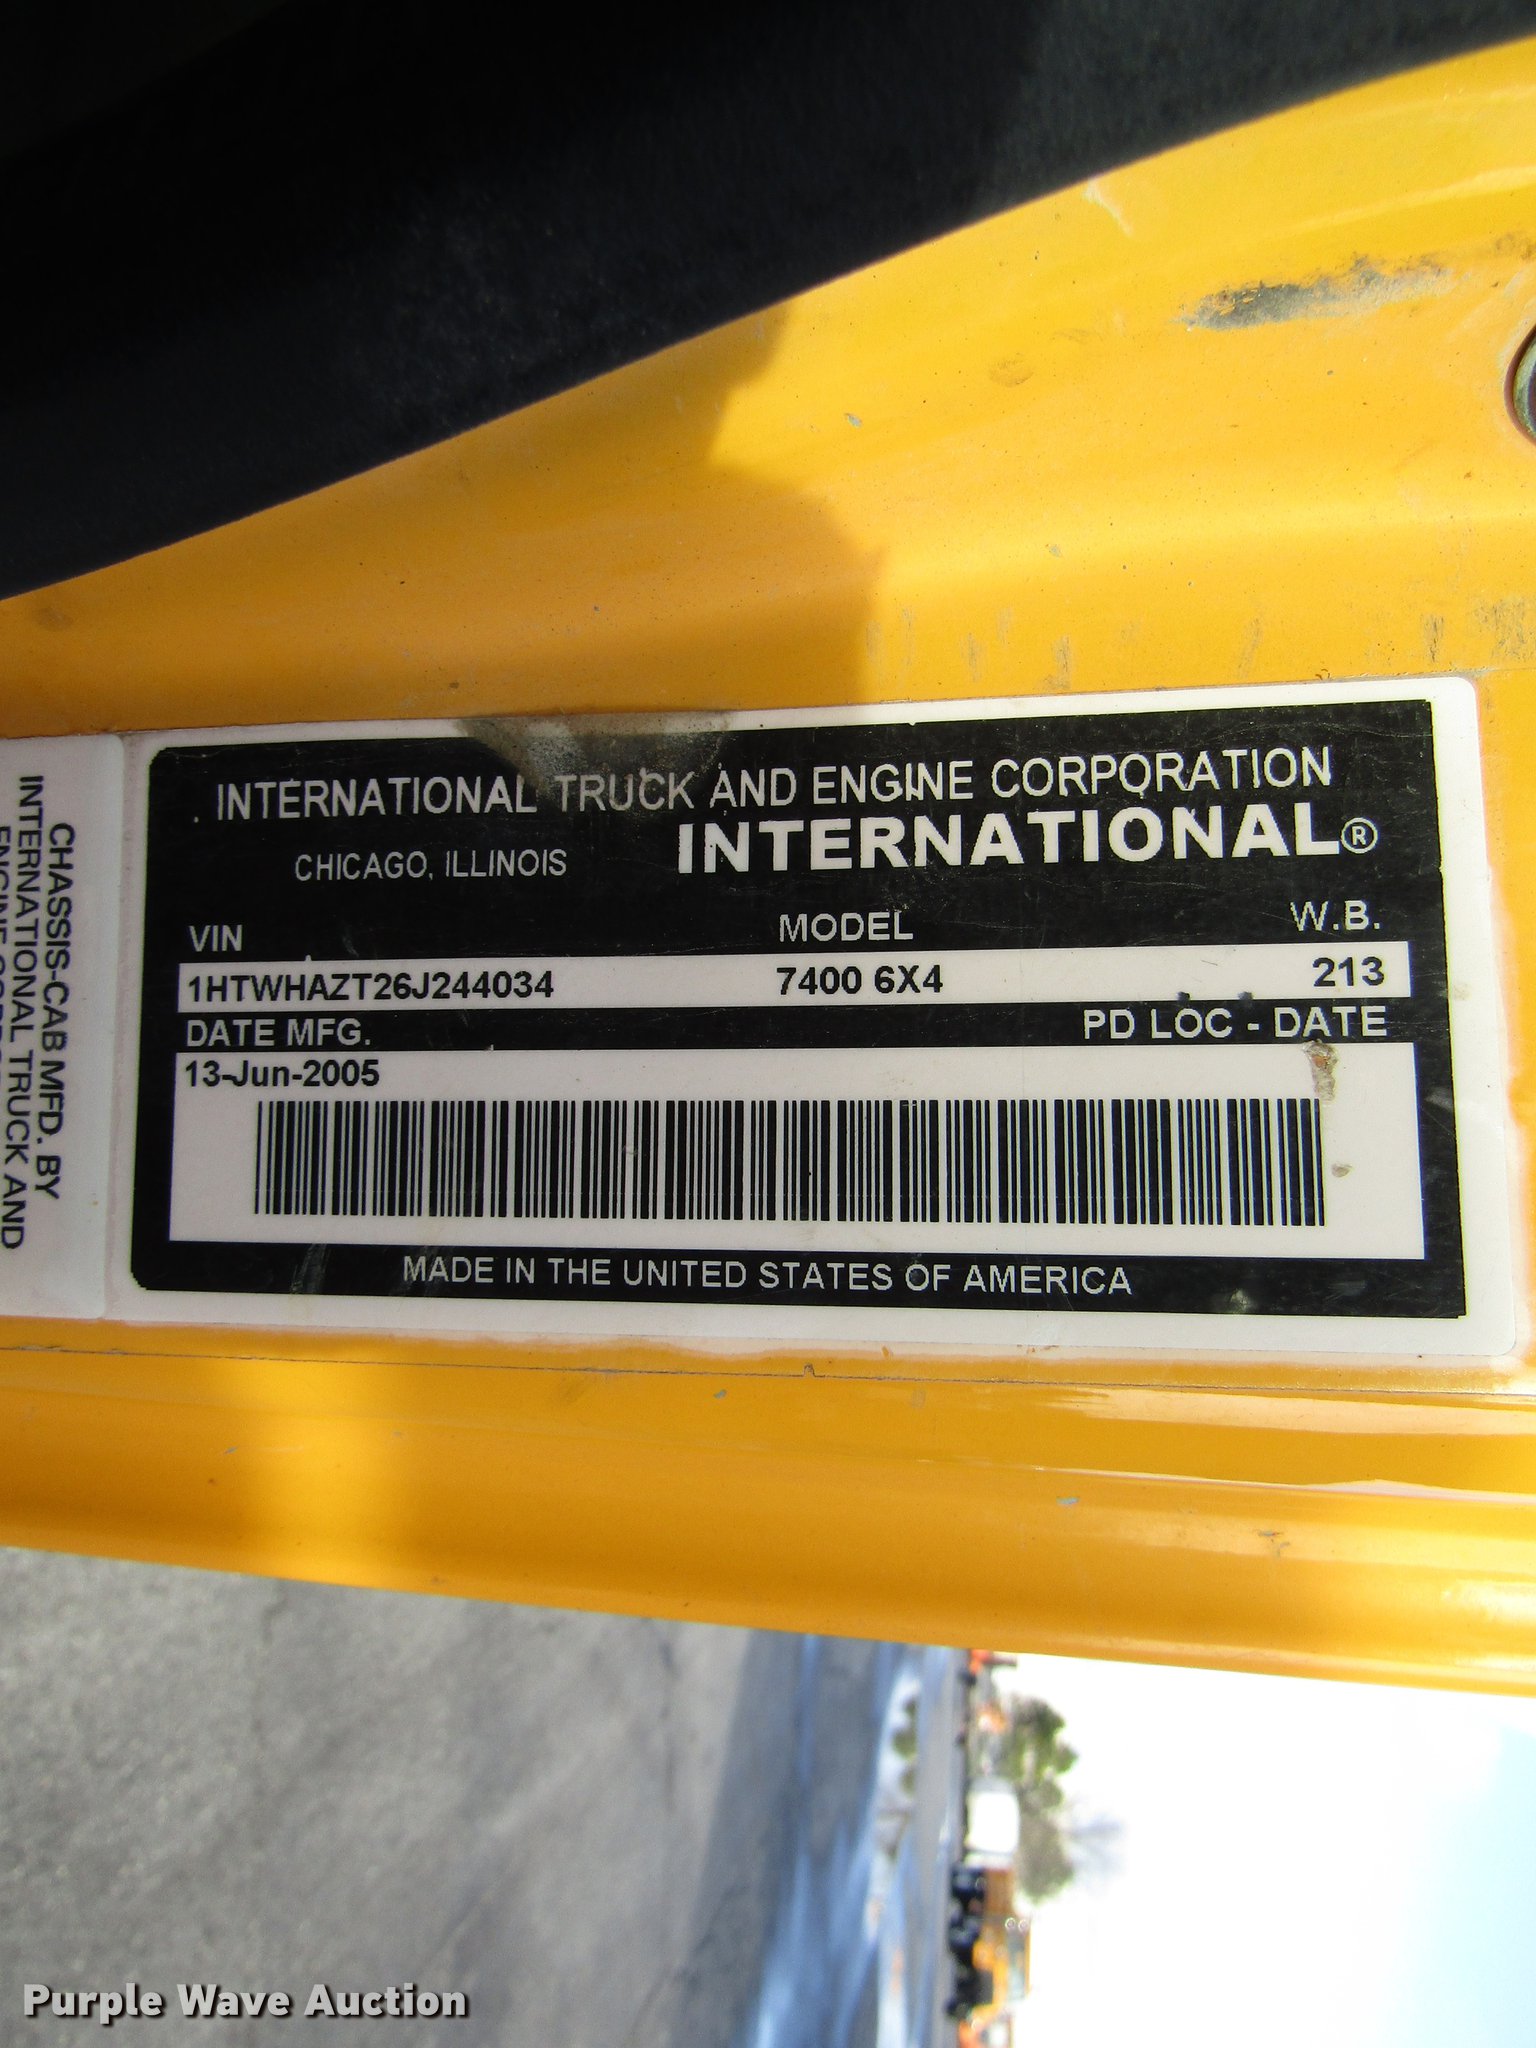 . INTERNATIONAL TRUCK AND ENGINE CORPORATION
CHICAGO, ILLINOIS
INTERNATIONAL®
VIN MODEL W.B.
1HTWHAZT26J244034 7400 6X4 213
DATE MFG. PD LOC - DATE
13-Jun-2005
MADE IN THE UNITED STATES OF AMERICA
CHASSIS-CAB MFD. BY
INTERNATIONAL TRUCK AND
Purple Wave Auction